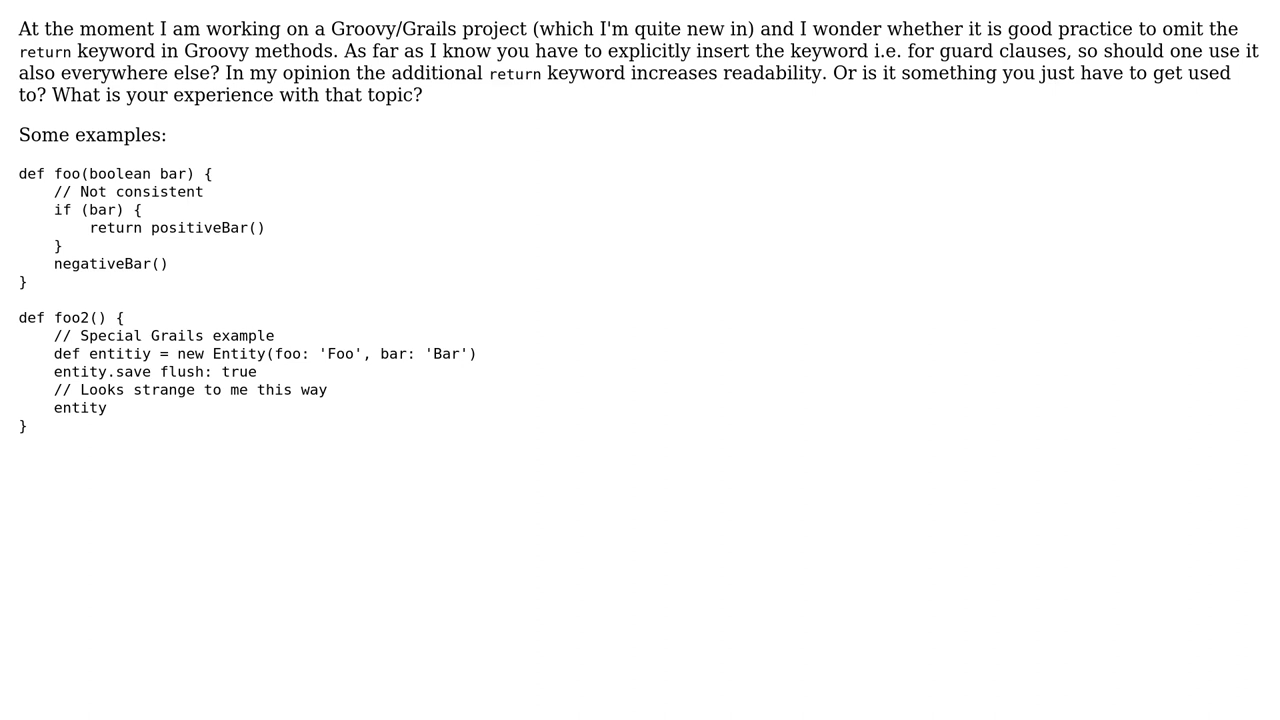 At the moment I am working on a Groovy/Grails project (which I'm quite new in) and I wonder whether it is good practice to omit the
return keyword in Groovy methods. As far as I know you have to explicitly insert the keyword i.e. for guard clauses, so should one use it
also everywhere else? In my opinion the additional return keyword increases readability. Or is it something you just have to get used
to? What is your experience with that topic?
Some examples:
def foo(boolean bar) {
    // Not consistent
    if (bar) {
        return positiveBar()
    }
    negativeBar()
}
def foo2() {
    // Special Grails example
    def entitiy = new Entity(foo: 'Foo', bar: 'Bar')
    entity.save flush: true
    // Looks strange to me this way
    entity
}